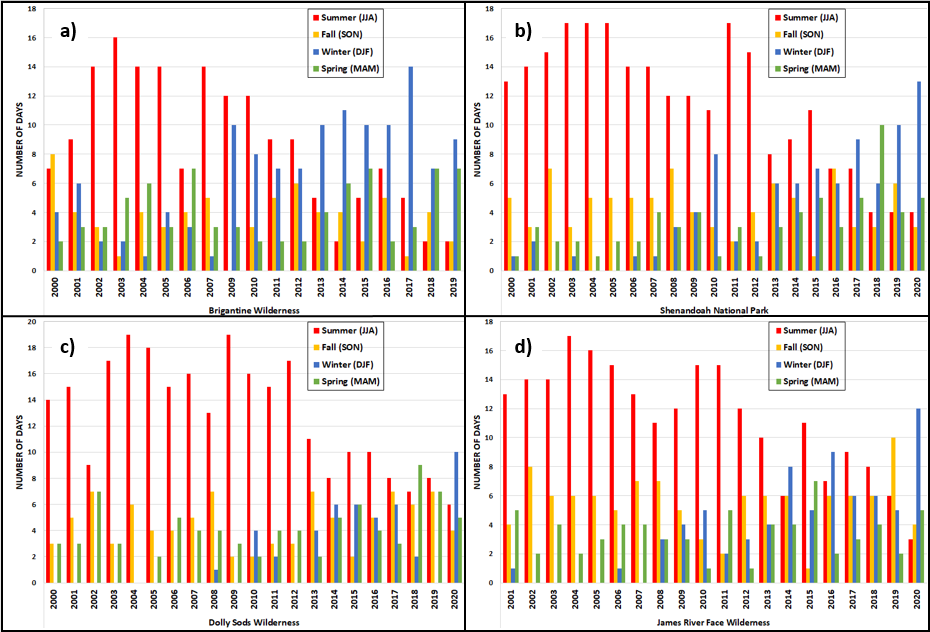 a)
Summer (JJA)
Fall (SON)
Winter (DJF)
Spring (MAM)
NUMBER OF DAYS
18
16
14
12
10
8
6
4
2
0
2000 2001 2002 2003 2004 2005 2006 2007 2009 2010 2011 2012 2013 2014 2015 2016 2017 2018 2019
Brigantine Wilderness
b)
Summer (JJA)
Fall (SON)
Winter (DJF)
Spring (MAM)
NUMBER OF DAYS
18
16
14
12
10
8
6
4
2
0
2000 2001 2002 2003 2004 2005 2006 2007 2008 2009 2010 2011 2012 2013 2014 2015 2016 2017 2018 2019 2020
Shenandoah National Park
c)
Summer (JJA)
Fall (SON)
Winter (DJF)
Spring (MAM)
NUMBER OF DAYS
20
18
16
14
12
10
8
6
4
2
0
2000 2001 2002 2003 2004 2005 2006 2007 2008 2009 2010 2011 2012 2013 2014 2015 2016 2017 2018 2019 2020
Dolly Sods Wilderness
d)
Summer (JJA)
Fall (SON)
Winter (DJF)
Spring (MAM)
NUMBER OF DAYS
18
16
14
12
10
8
6
4
2
0
2001 2002 2003 2004 2005 2006 2007 2008 2009 2010 2011 2012 2013 2014 2015 2016 2017 2018 2019 2020
James River Face Wildemess